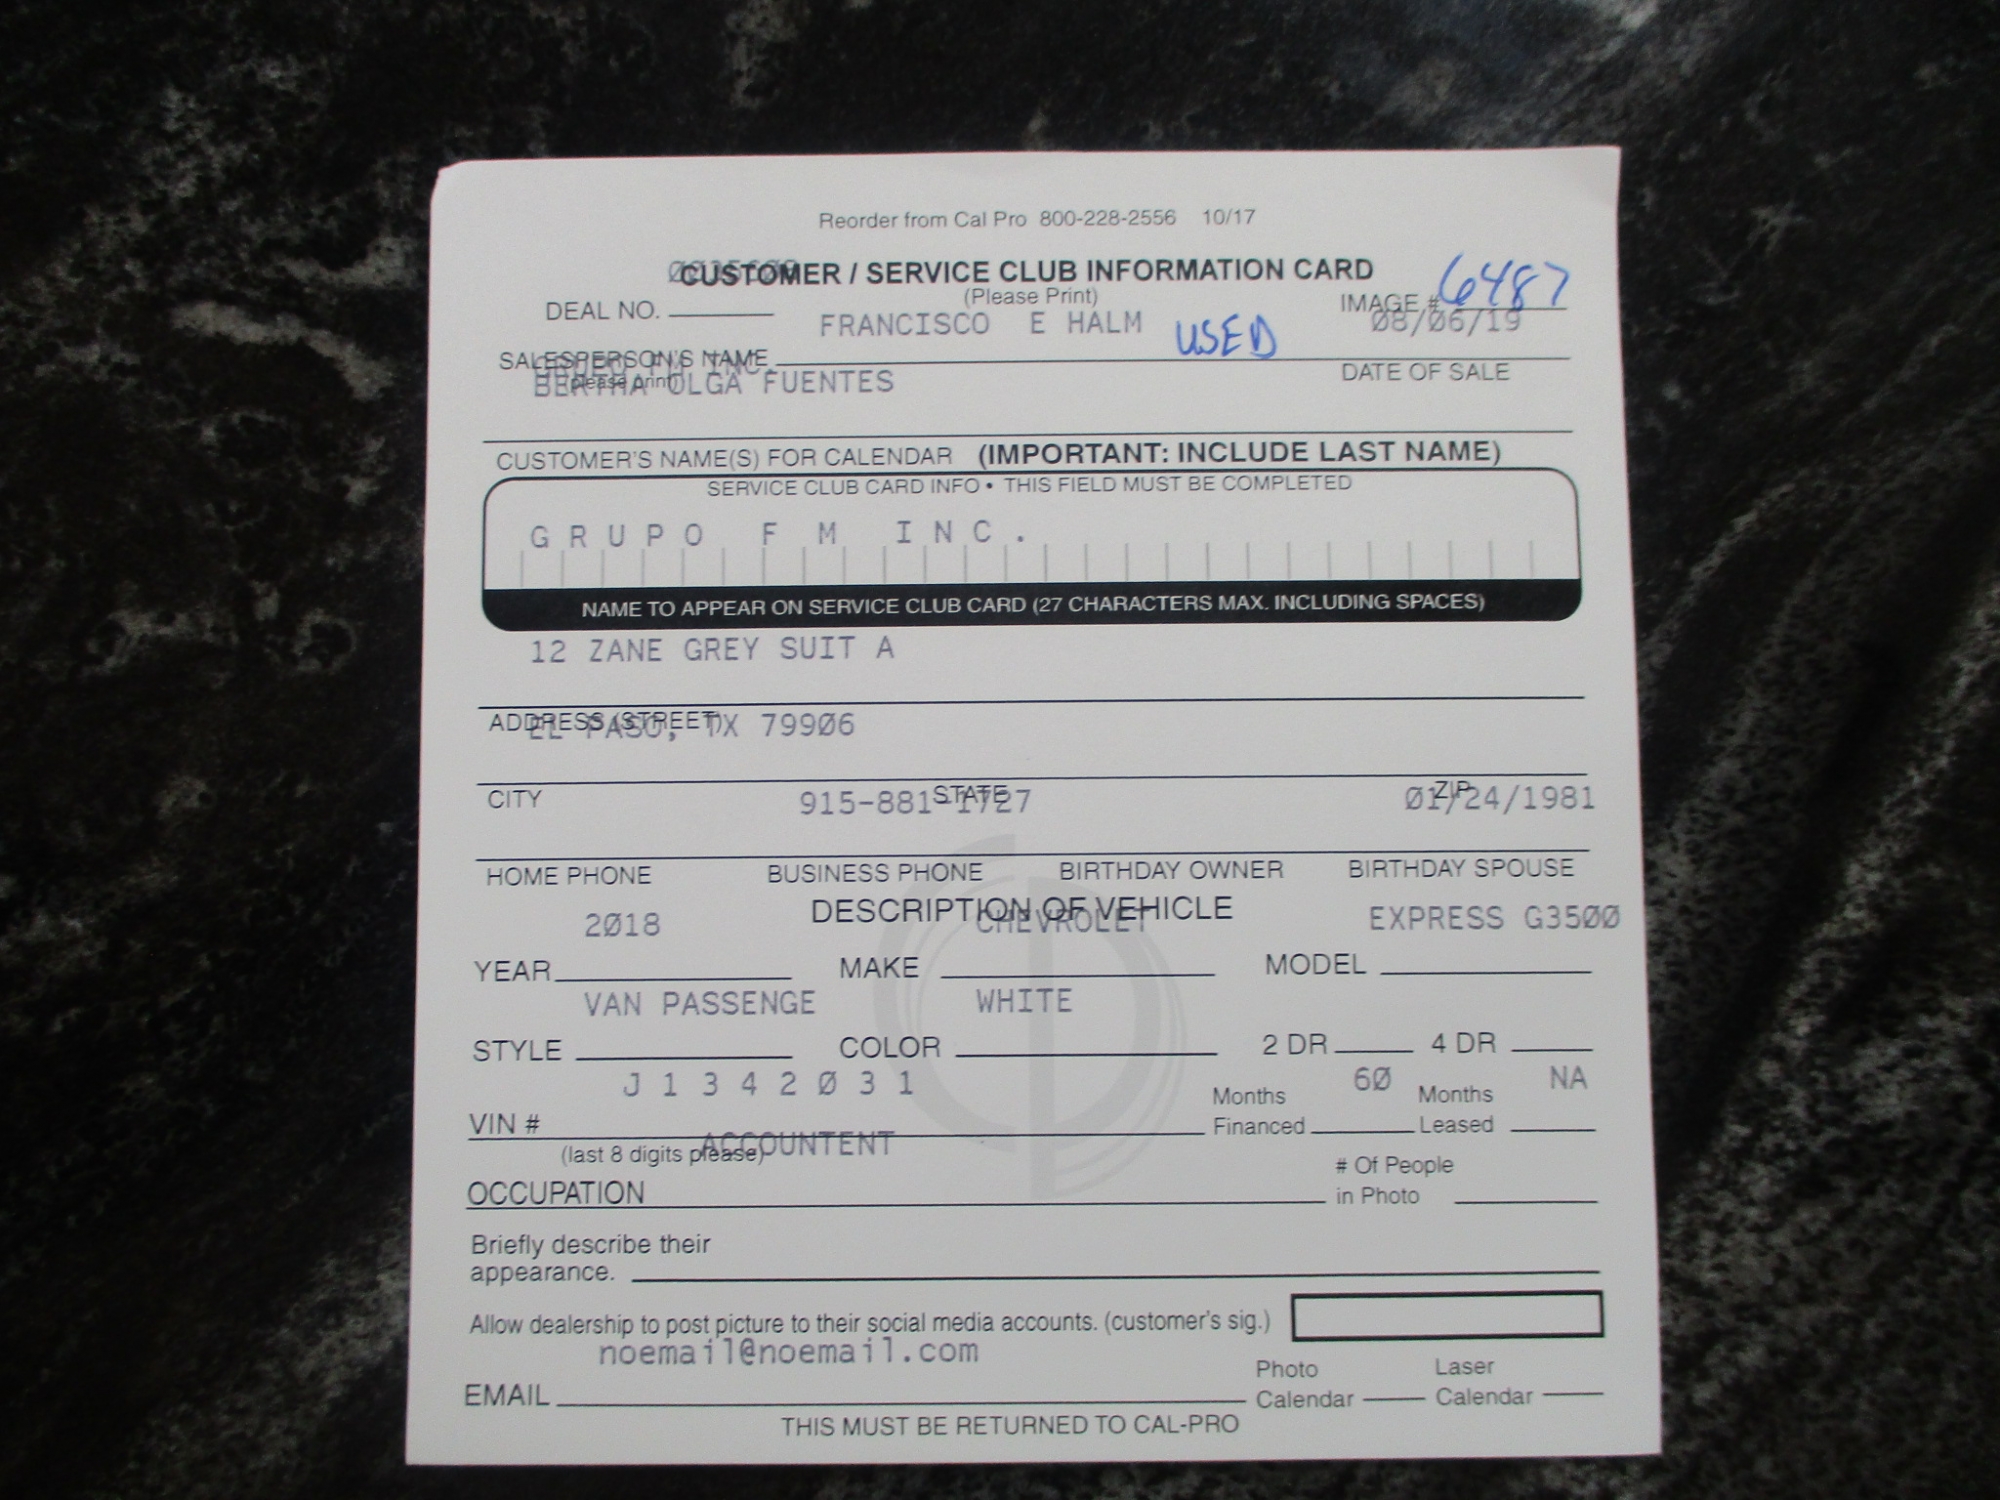 Reorder from Cal Pro 800-228-2556 10/17
CUSTOMER / SERVICE CLUB INFORMATION CARD
(Please Print)
DEAL NO.
IMAGE # 6487
FRANCISCO E HALM USED 08/06/19
SALESPERSON'S NAME
(please print)
DATE OF SALE
GRUPO FM INC.
BERTHA OLGA FUENTES
CUSTOMER'S NAME(S) FOR CALENDAR (IMPORTANT: INCLUDE LAST NAME)
SERVICE CLUB CARD INFO • THIS FIELD MUST BE COMPLETED
GRUPO FM INC.
NAME TO APPEAR ON SERVICE CLUB CARD (27 CHARACTERS MAX. INCLUDING SPACES)
12 ZANE GREY SUIT A
ADDRESS (STREET)
EL PASO, TX 79906
CITY STATE ZIP
915-881-1727 01/24/1981
HOME PHONE BUSINESS PHONE BIRTHDAY OWNER BIRTHDAY SPOUSE
DESCRIPTION OF VEHICLE
2018 CHEVROLET EXPRESS G3500
YEAR MAKE MODEL
VAN PASSENGE WHITE
STYLE COLOR 2 DR 4 DR
J1342031 60 NA
VIN # Months Financed Months Leased
(last 8 digits please)
ACCOUNTENT
OCCUPATION # Of People in Photo
Briefly describe their
appearance.
Allow dealership to post picture to their social media accounts. (customer's sig.)
noemail@noemail.com
EMAIL Photo Calendar Laser Calendar
THIS MUST BE RETURNED TO CAL-PRO